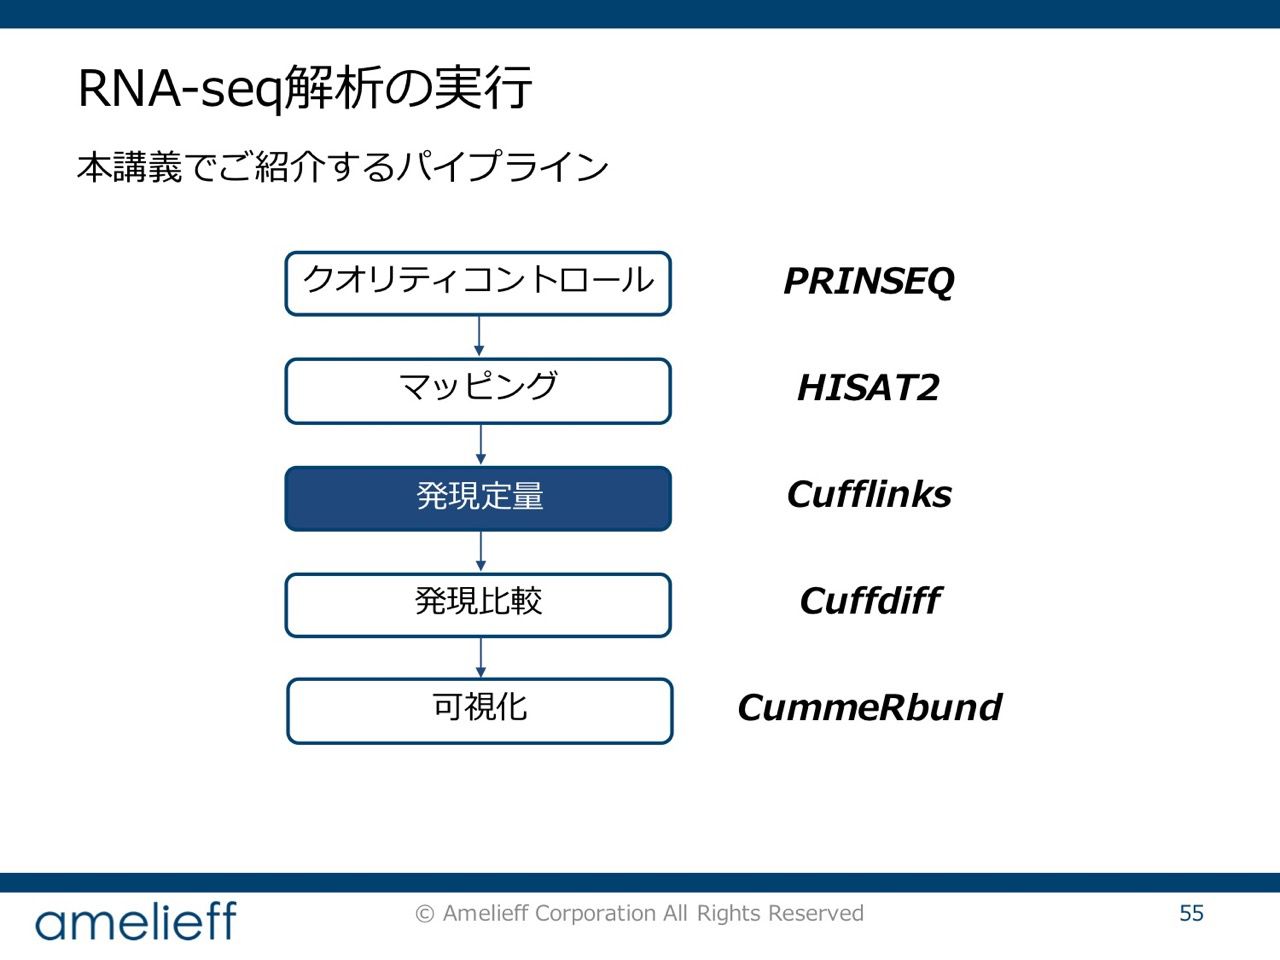 RNA-seq解析の実行
本講義でご紹介するパイプライン
クオリティコントロール PRINSEQ
マッピング HISAT2
発現定量 Cufflinks
発現比較 Cuffdiff
可視化 CummeRbund
amelieff © Amelieff Corporation All Rights Reserved 55